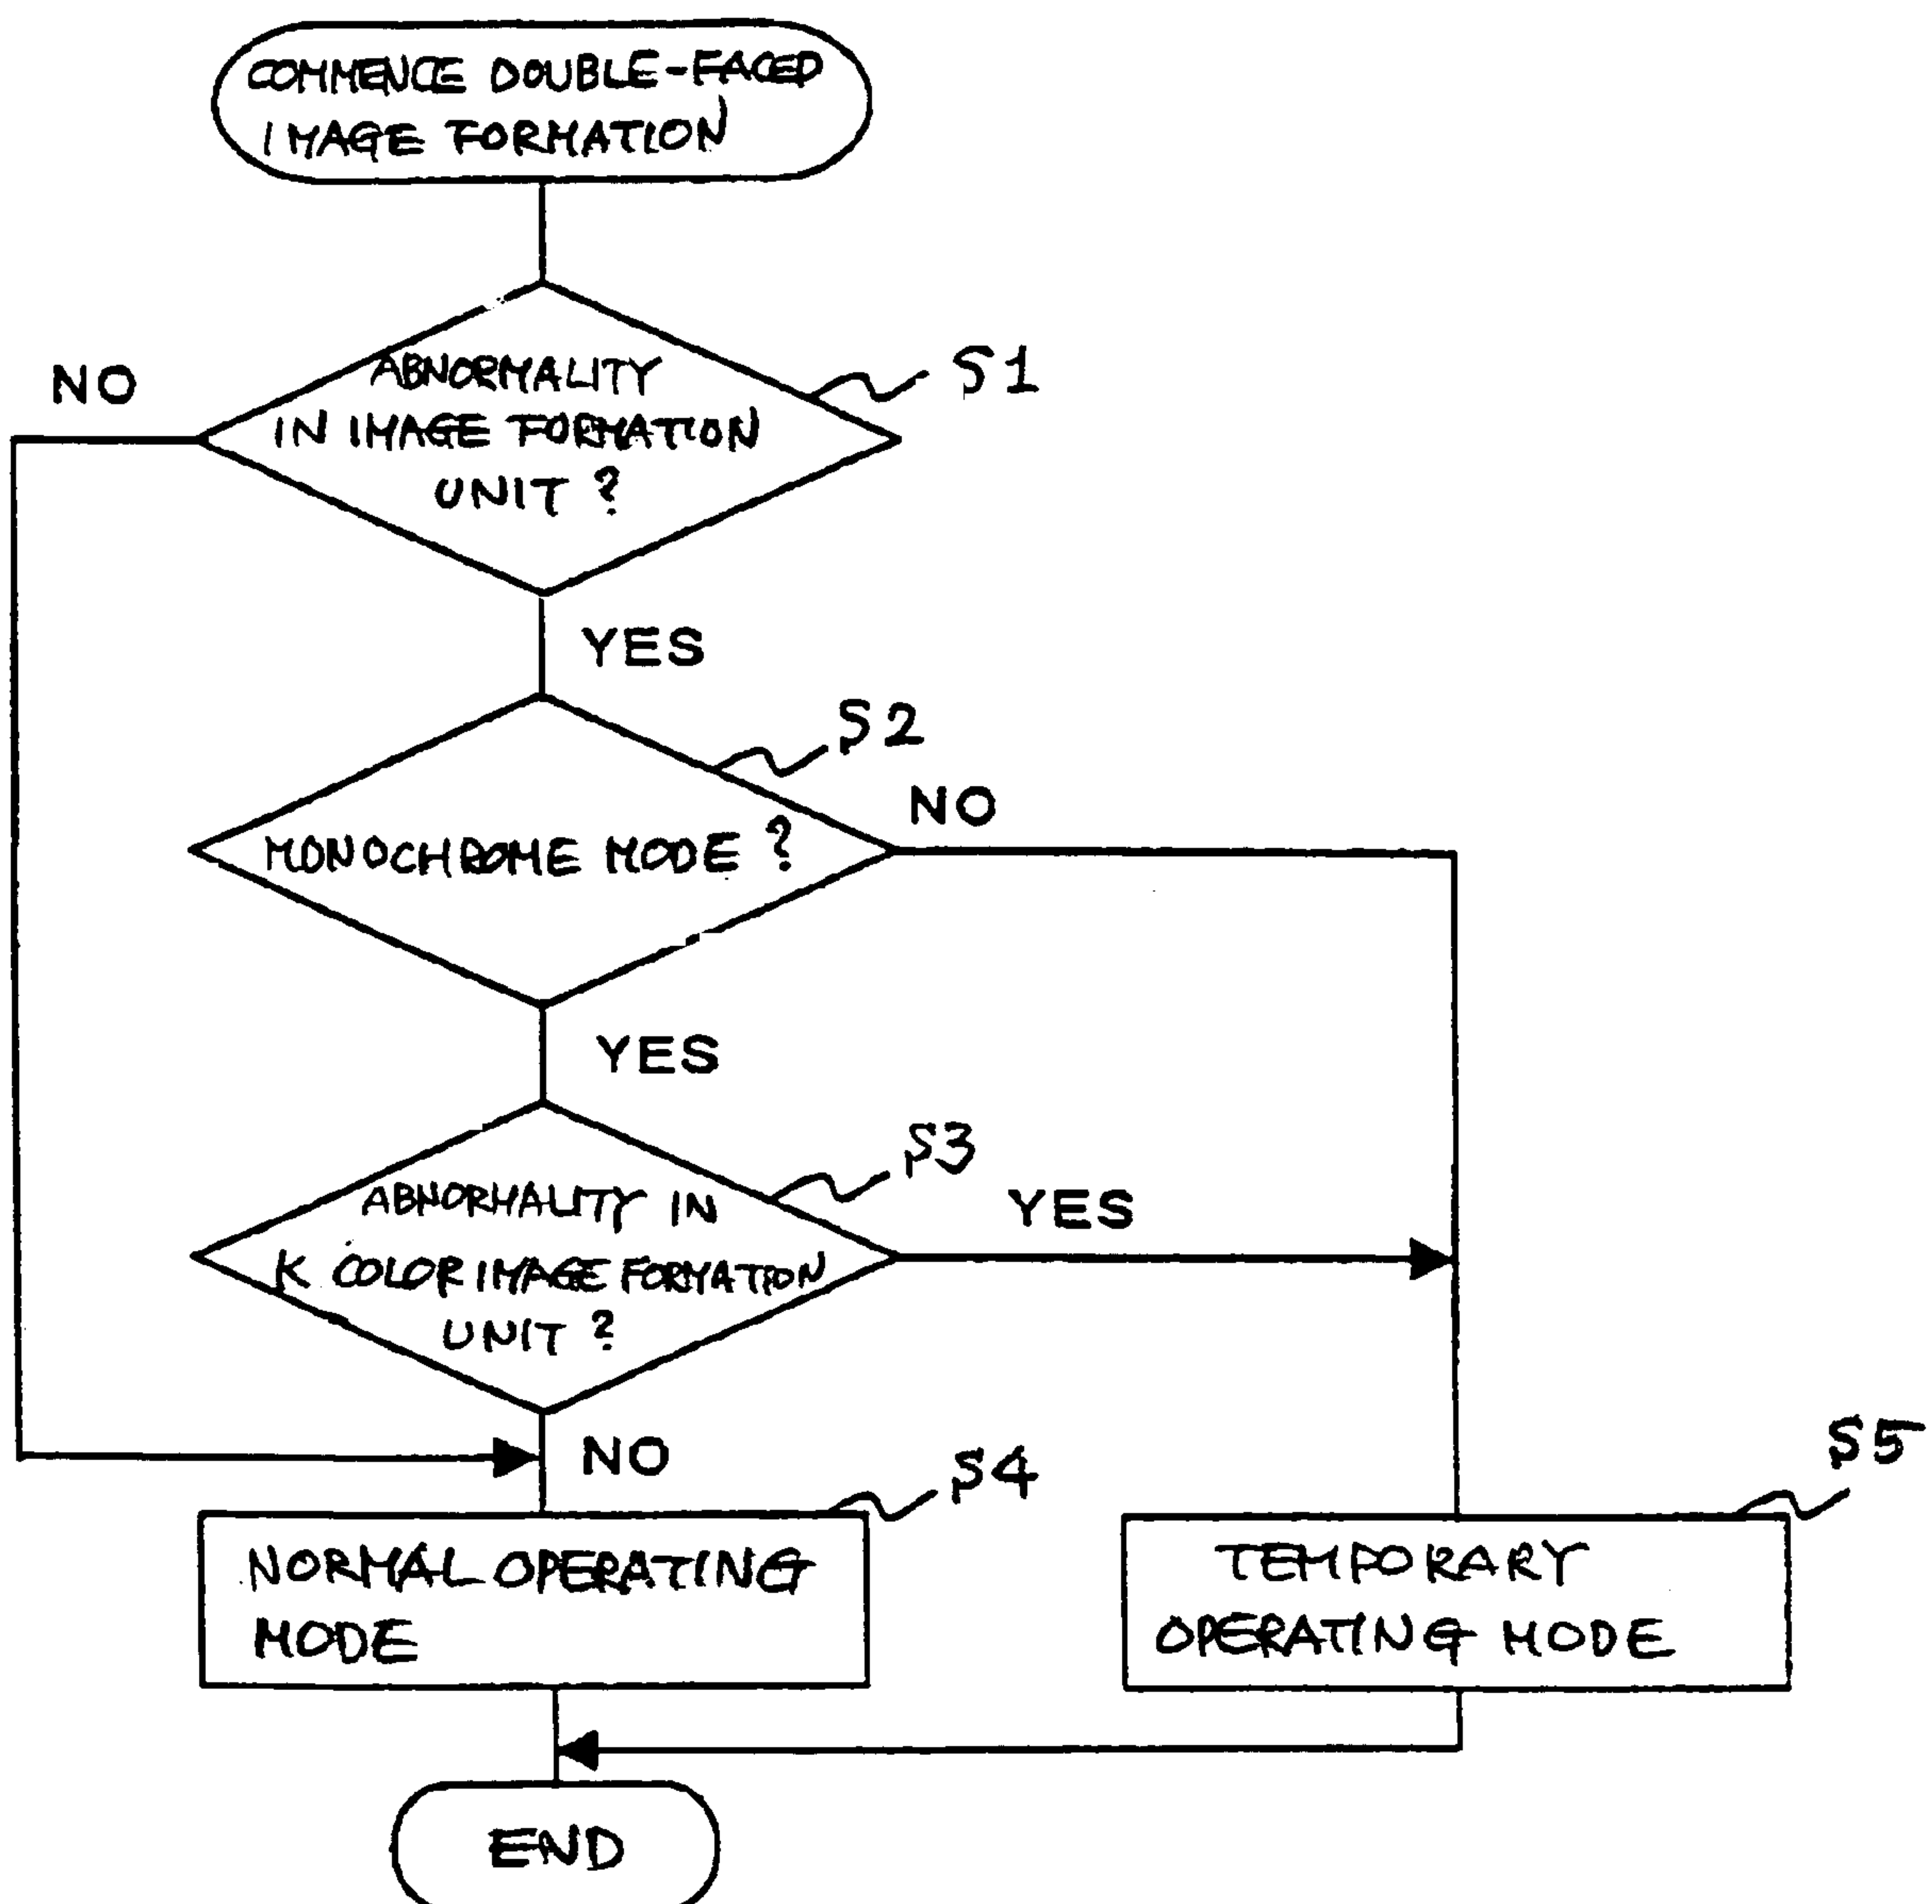 COMMENCE DOUBLE-FACED
IMAGE FORMATION
ABNORMALITY
IN IMAGE FORMATION
UNIT ?
S1
NO
YES
S2
MONOCHROME MODE ?
NO
YES
S3
ABNORMALITY IN
K COLOR IMAGE FORMATION
UNIT ?
YES
NO
S4
NORMAL OPERATING
MODE
S5
TEMPORARY
OPERATING MODE
END